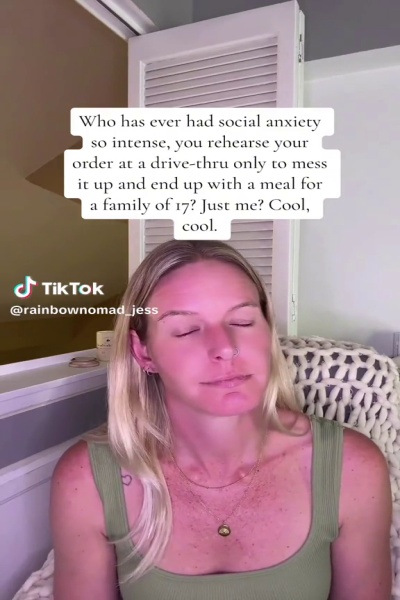 Who has ever had social anxiety
so intense, you rehearse your
order at a drive-thru only to mess
it up and end up with a meal for
a family of 17? Just me? Cool,
cool.
TikTok
@rainbownomad_jess